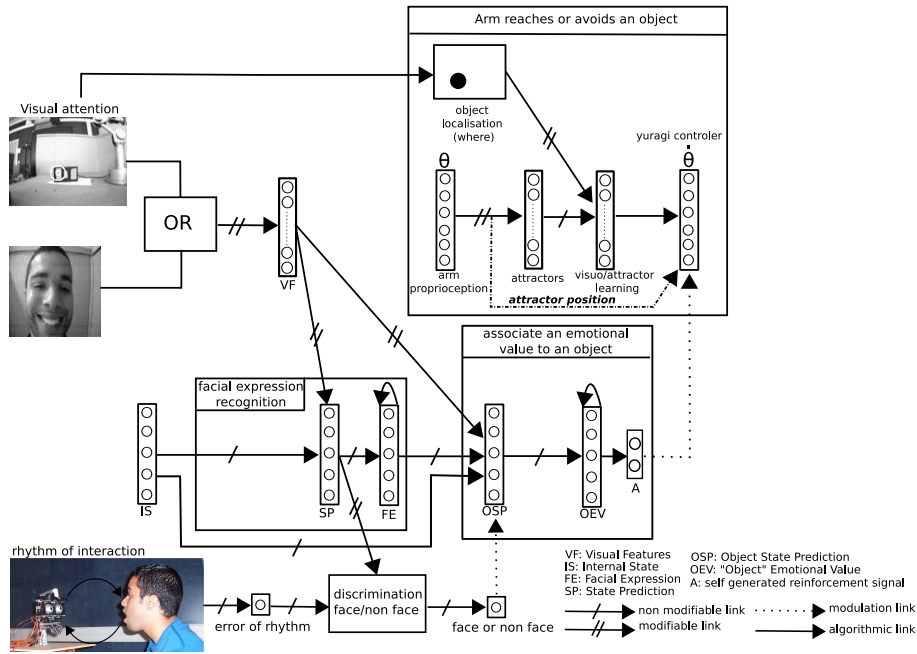 Arm reaches or avoids an object
Visual attention
object
localisation
(where)
yuragi controler
θ
θ
OR
VF
arm
proprioception
attractors
visuo/attractor
learning
attractor position
associate an emotional
value to an object
facial expression
recognition
IS
SP
FE
OSP
OEV
A
rhythm of interaction
error of rhythm
discrimination
face/non face
face or non face
VF: Visual Features
IS: Internal State
FE: Facial Expression
SP: State Prediction
OSP: Object State Prediction
OEV: "Object" Emotional Value
A: self generated reinforcement signal
non modifiable link
modifiable link
modulation link
algorithmic link